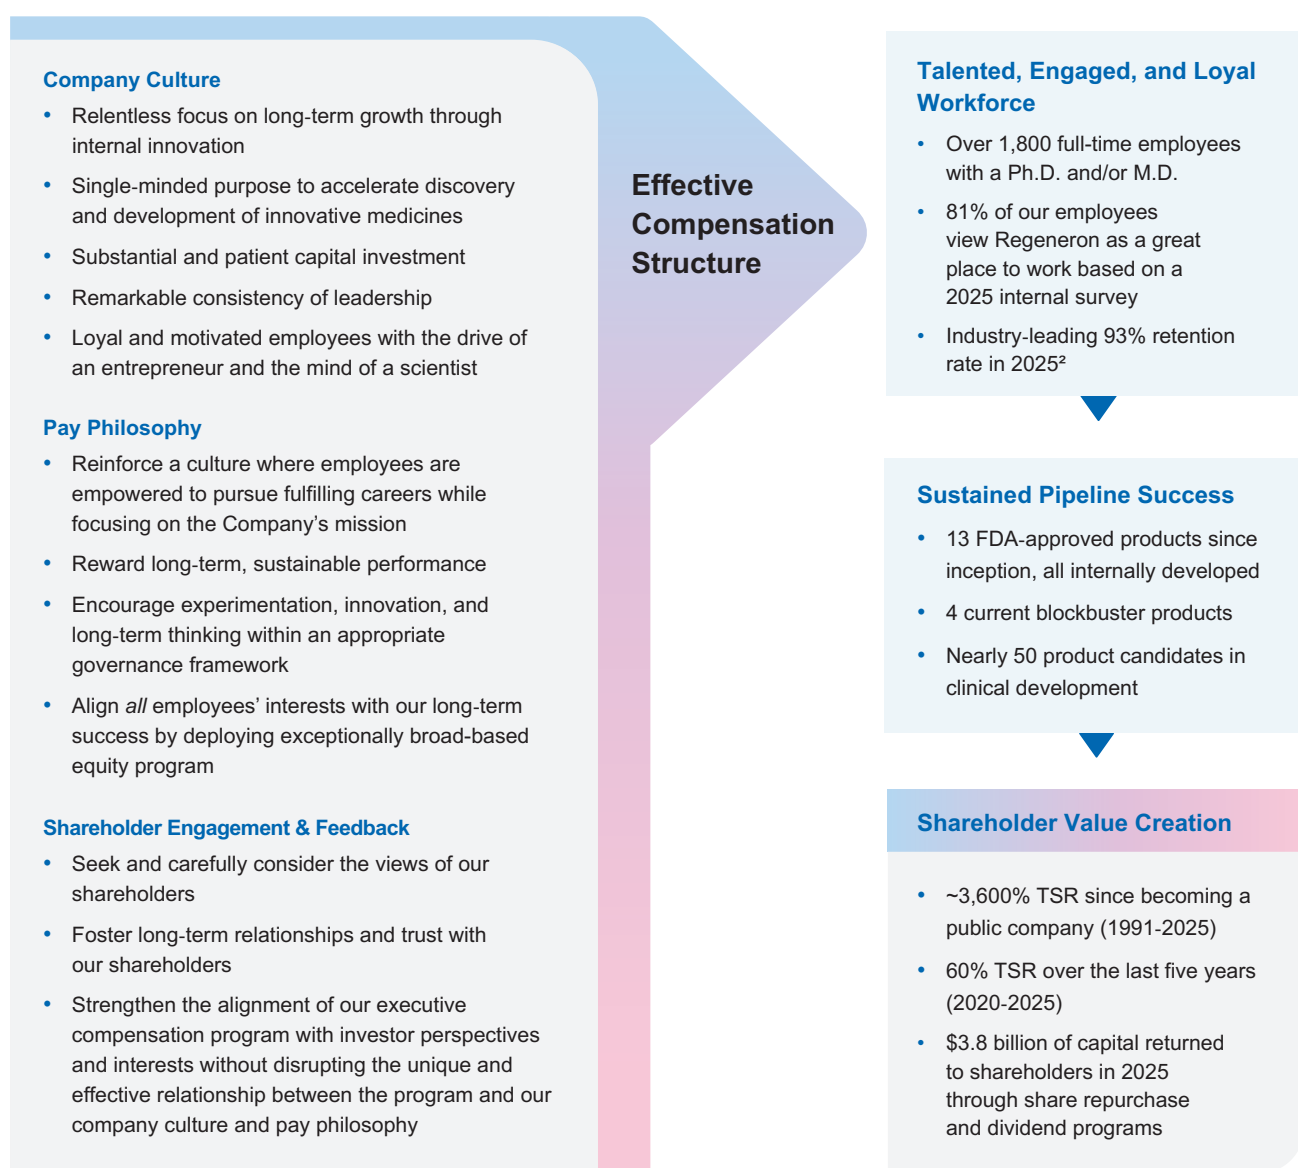 Company Culture
• Relentless focus on long-term growth through
internal innovation
• Single-minded purpose to accelerate discovery
and development of innovative medicines
• Substantial and patient capital investment
• Remarkable consistency of leadership
• Loyal and motivated employees with the drive of
an entrepreneur and the mind of a scientist
Pay Philosophy
• Reinforce a culture where employees are
empowered to pursue fulfilling careers while
focusing on the Company’s mission
• Reward long-term, sustainable performance
• Encourage experimentation, innovation, and
long-term thinking within an appropriate
governance framework
• Align all employees’ interests with our long-term
success by deploying exceptionally broad-based
equity program
Shareholder Engagement & Feedback
• Seek and carefully consider the views of our
shareholders
• Foster long-term relationships and trust with
our shareholders
• Strengthen the alignment of our executive
compensation program with investor perspectives
and interests without disrupting the unique and
effective relationship between the program and our
company culture and pay philosophy
Effective
Compensation
Structure
Talented, Engaged, and Loyal
Workforce
• Over 1,800 full-time employees
with a Ph.D. and/or M.D.
• 81% of our employees
view Regeneron as a great
place to work based on a
2025 internal survey
• Industry-leading 93% retention
rate in 2025²
Sustained Pipeline Success
• 13 FDA-approved products since
inception, all internally developed
• 4 current blockbuster products
• Nearly 50 product candidates in
clinical development
Shareholder Value Creation
• ~3,600% TSR since becoming a
public company (1991-2025)
• 60% TSR over the last five years
(2020-2025)
• $3.8 billion of capital returned
to shareholders in 2025
through share repurchase
and dividend programs